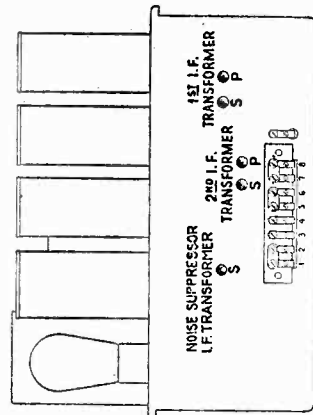 NOISE SUPPRESSOR
I.F. TRANSFORMER
S
2ND I.F.
TRANSFORMER
S P
1ST I.F.
TRANSFORMER
S P
1 2 3 4 5 6 7 8